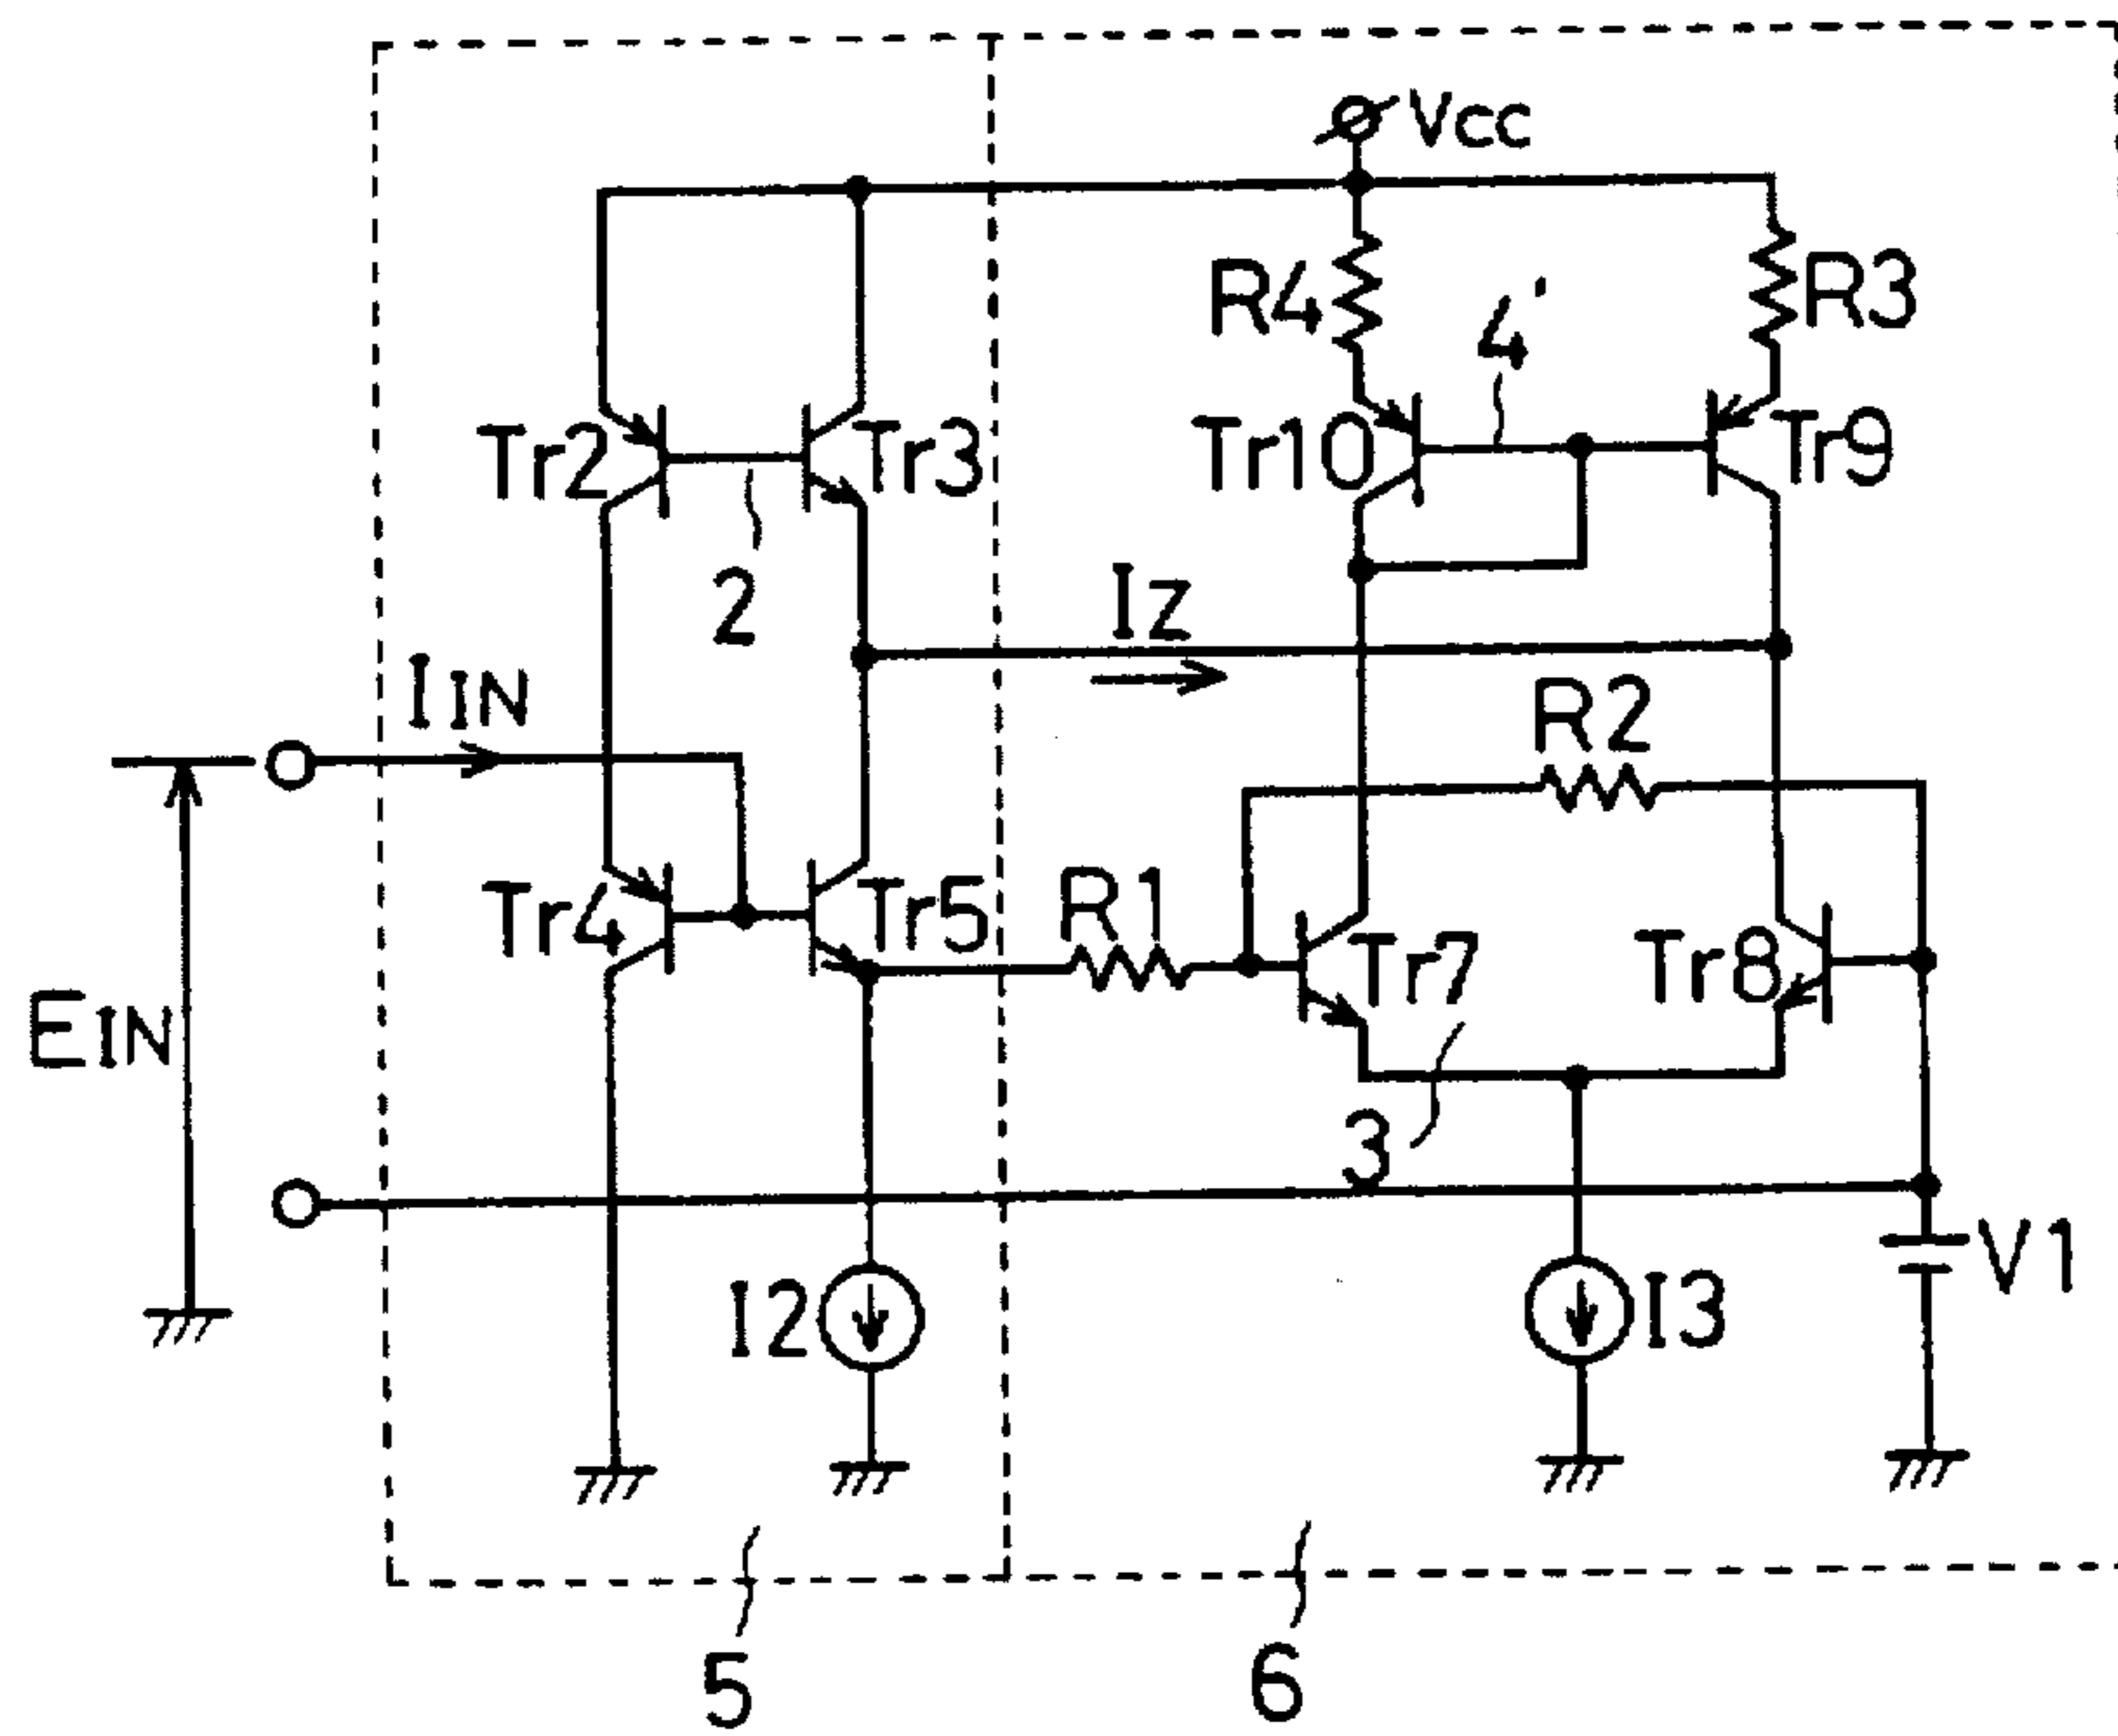 Vcc
R4
4'
R3
Tr2
Tr3
Tr10
Tr9
2
Iz
IIN
R2
Tr4
Tr5
R1
Tr7
Tr8
EIN
3
I2
I3
V1
5
6